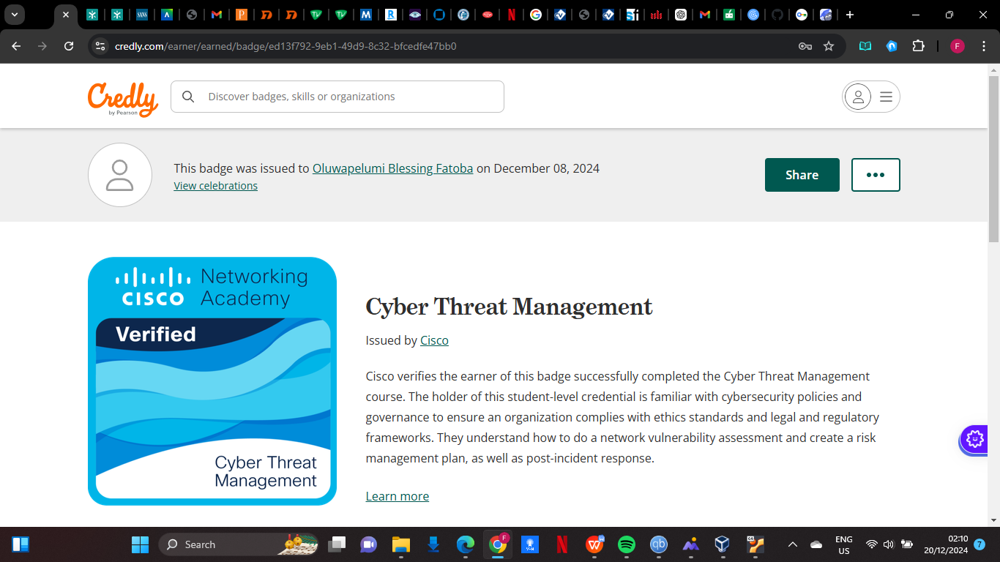 credly.com/earner/earned/badge/ed13f792-9eb1-49d9-8c32-bfcedfe47bb0
F
Credly
by Pearson
Discover badges, skills or organizations
This badge was issued to Oluwapelumi Blessing Fatoba on December 08, 2024
View celebrations
Share
Networking
Academy
CISCO
Verified
Cyber Threat
Management
Cyber Threat Management
Issued by Cisco
Cisco verifies the earner of this badge successfully completed the Cyber Threat Management
course. The holder of this student-level credential is familiar with cybersecurity policies and
governance to ensure an organization complies with ethics standards and legal and regulatory
frameworks. They understand how to do a network vulnerability assessment and create a risk
management plan, as well as post-incident response.
Learn more
Search
ENG
US
02:10
20/12/2024
7